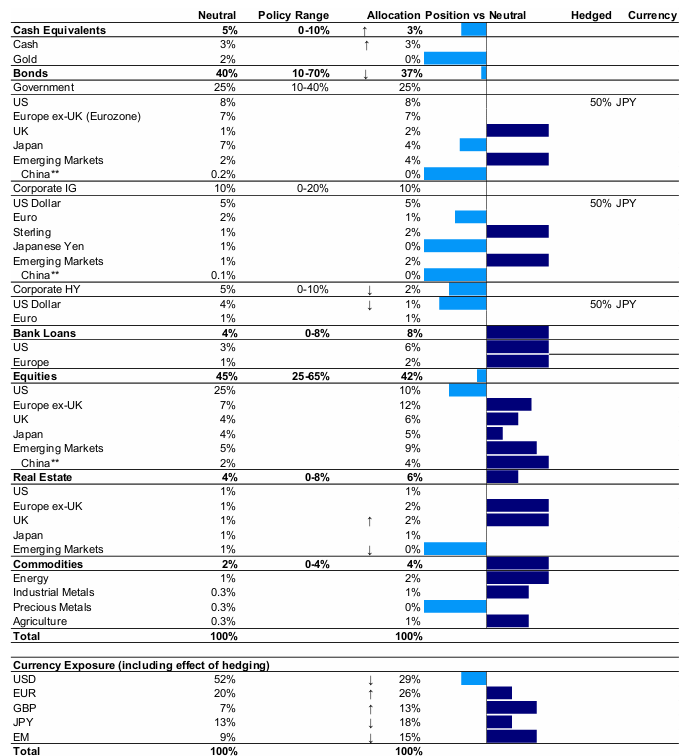 Neutral Policy Range Allocation Position vs Neutral Hedged Currency
Cash Equivalents 5% 0-10% ↑ 3%
Cash 3% ↑ 3%
Gold 2% 0%
Bonds 40% 10-70% ↓ 37%
Government 25% 10-40% 25%
US 8% 8% 50% JPY
Europe ex-UK (Eurozone) 7% 7%
UK 1% 2%
Japan 7% 4%
Emerging Markets 2% 4%
China** 0.2% 0%
Corporate IG 10% 0-20% 10%
US Dollar 5% 5% 50% JPY
Euro 2% 1%
Sterling 1% 2%
Japanese Yen 1% 0%
Emerging Markets 1% 2%
China** 0.1% 0%
Corporate HY 5% 0-10% ↓ 2%
US Dollar 4% ↓ 1% 50% JPY
Euro 1% 1%
Bank Loans 4% 0-8% 8%
US 3% 6%
Europe 1% 2%
Equities 45% 25-65% 42%
US 25% 10%
Europe ex-UK 7% 12%
UK 4% 6%
Japan 4% 5%
Emerging Markets 5% 9%
China** 2% 4%
Real Estate 4% 0-8% 6%
US 1% 1%
Europe ex-UK 1% 2%
UK 1% ↑ 2%
Japan 1% 1%
Emerging Markets 1% ↓ 0%
Commodities 2% 0-4% 4%
Energy 1% 2%
Industrial Metals 0.3% 1%
Precious Metals 0.3% 0%
Agriculture 0.3% 1%
Total 100% 100%
Currency Exposure (including effect of hedging)
USD 52% ↓ 29%
EUR 20% ↑ 26%
GBP 7% ↑ 13%
JPY 13% ↓ 18%
EM 9% ↓ 15%
Total 100% 100%